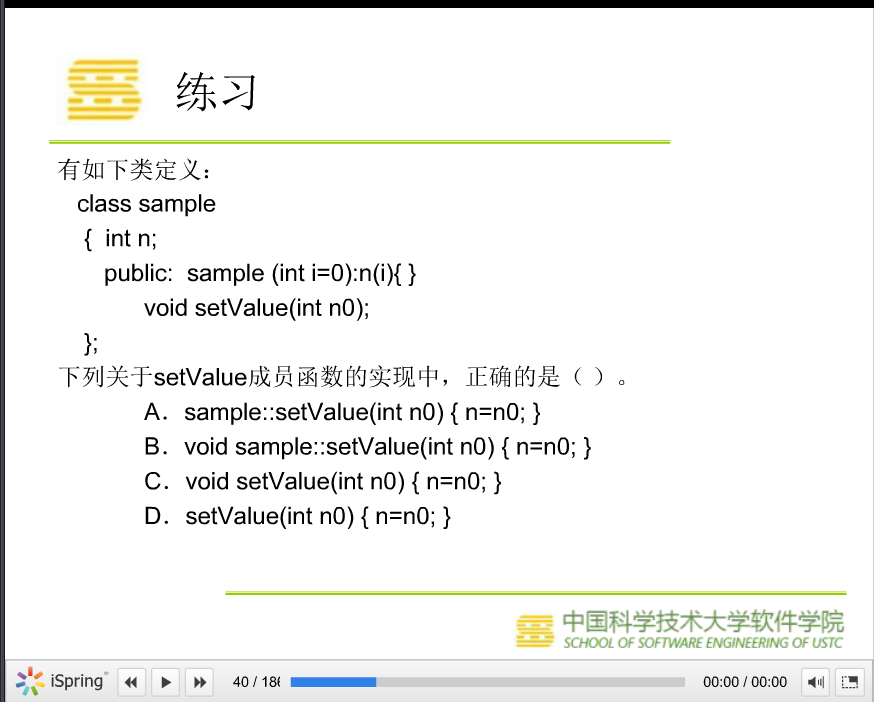 练习
有如下类定义：
class sample
{ int n;
public: sample (int i=0):n(i){ }
void setValue(int n0);
};
下列关于setValue成员函数的实现中，正确的是（ ）。
A．sample::setValue(int n0) { n=n0; }
B．void sample::setValue(int n0) { n=n0; }
C．void setValue(int n0) { n=n0; }
D．setValue(int n0) { n=n0; }
中国科学技术大学软件学院
SCHOOL OF SOFTWARE ENGINEERING OF USTC
iSpring
40 / 186
00:00 / 00:00